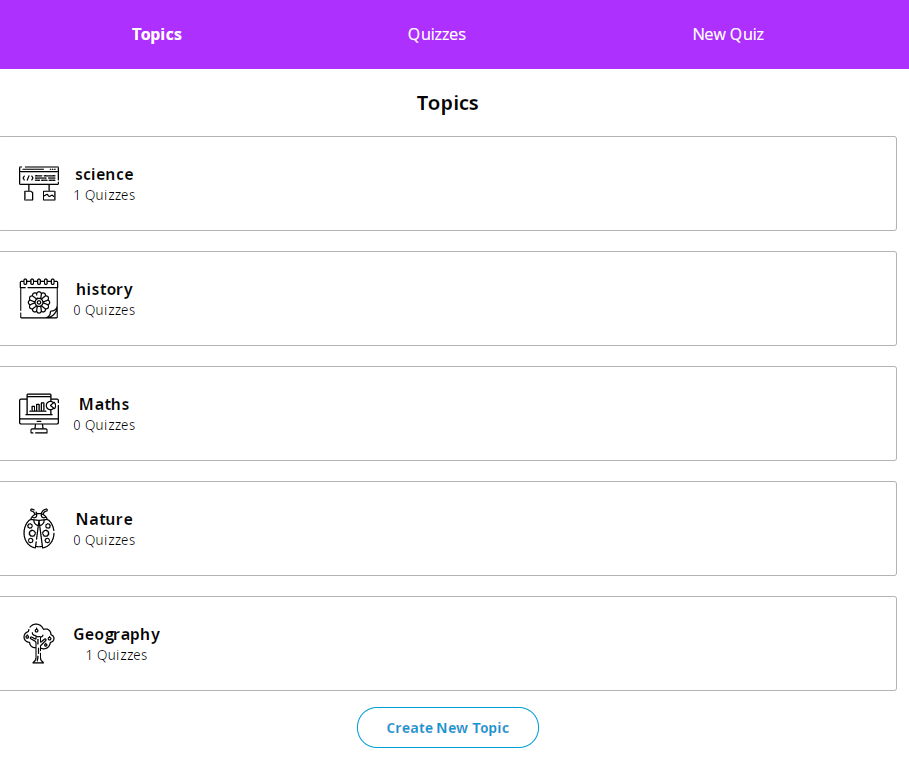 Topics Quizzes New Quiz
Topics
science
1 Quizzes
history
0 Quizzes
Maths
0 Quizzes
Nature
0 Quizzes
Geography
1 Quizzes
Create New Topic